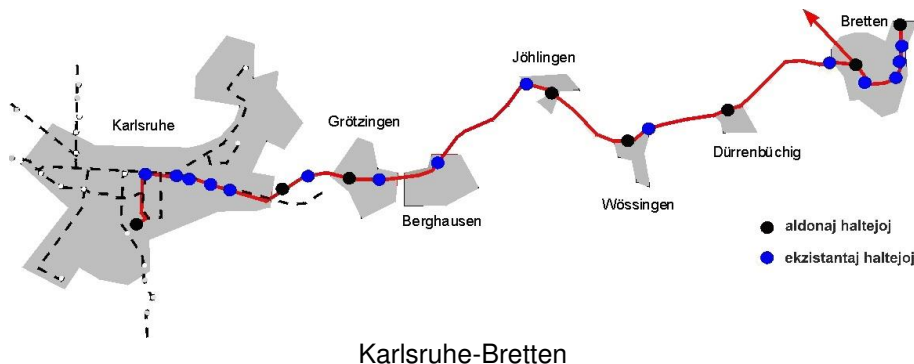 Bretten
Jöhlingen
Karlsruhe
Grötzingen
Dürrenbüchig
Wössingen
Berghausen
aldonaj haltejoj
ekzistantaj haltejoj
Karlsruhe-Bretten